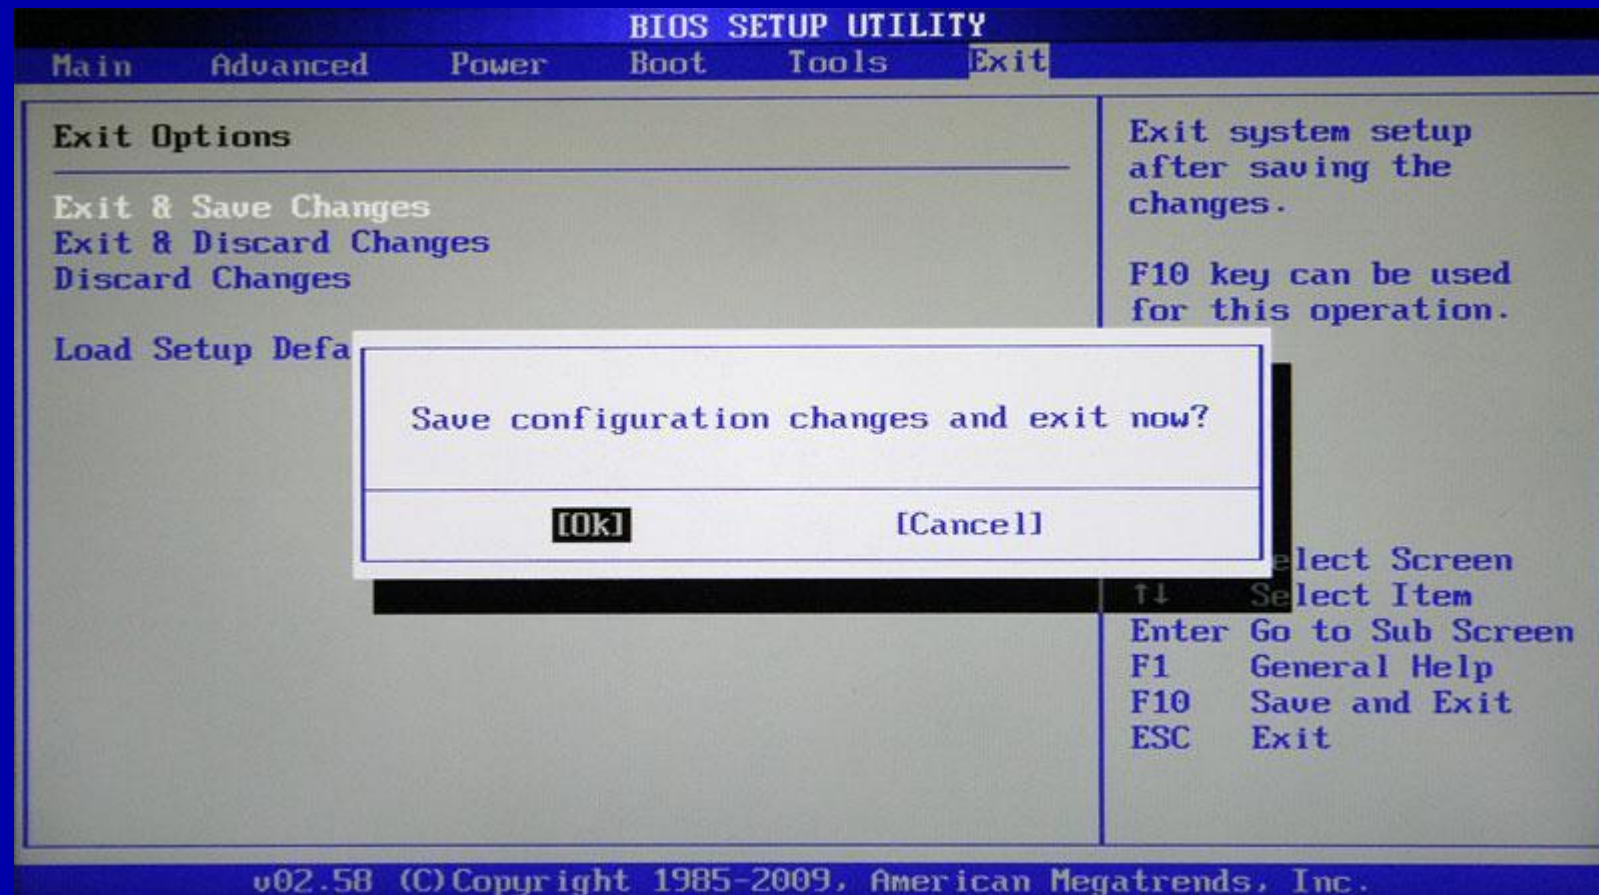 BIOS SETUP UTILITY
Main Advanced Power Boot Tools Exit
Exit Options
Exit & Save Changes
Exit & Discard Changes
Discard Changes
Load Setup Defa
Exit system setup
after saving the
changes.
F10 key can be used
for this operation.
Save configuration changes and exit now?
[Ok] [Cancel]
elect Screen
↑↓ Select Item
Enter Go to Sub Screen
F1 General Help
F10 Save and Exit
ESC Exit
v02.58 (C)Copyright 1985-2009, American Megatrends, Inc.